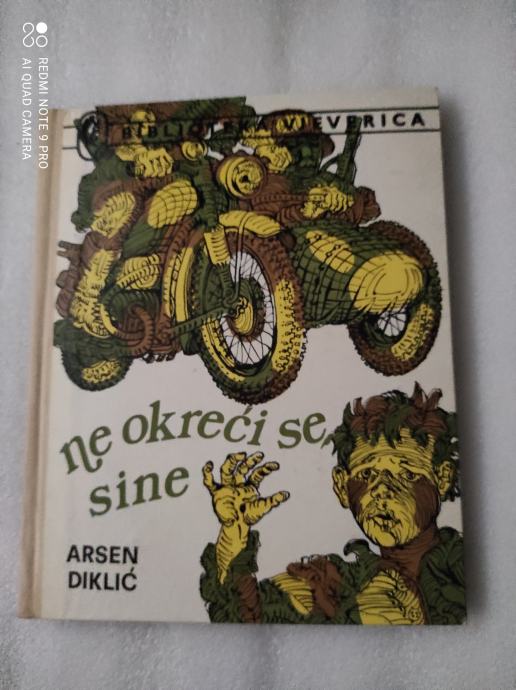 BIBLIOTEKA VJEVERICA
ne okreći se,
sine
ARSEN
DIKLIĆ
REDMI NOTE 9 PRO
AI QUAD CAMERA